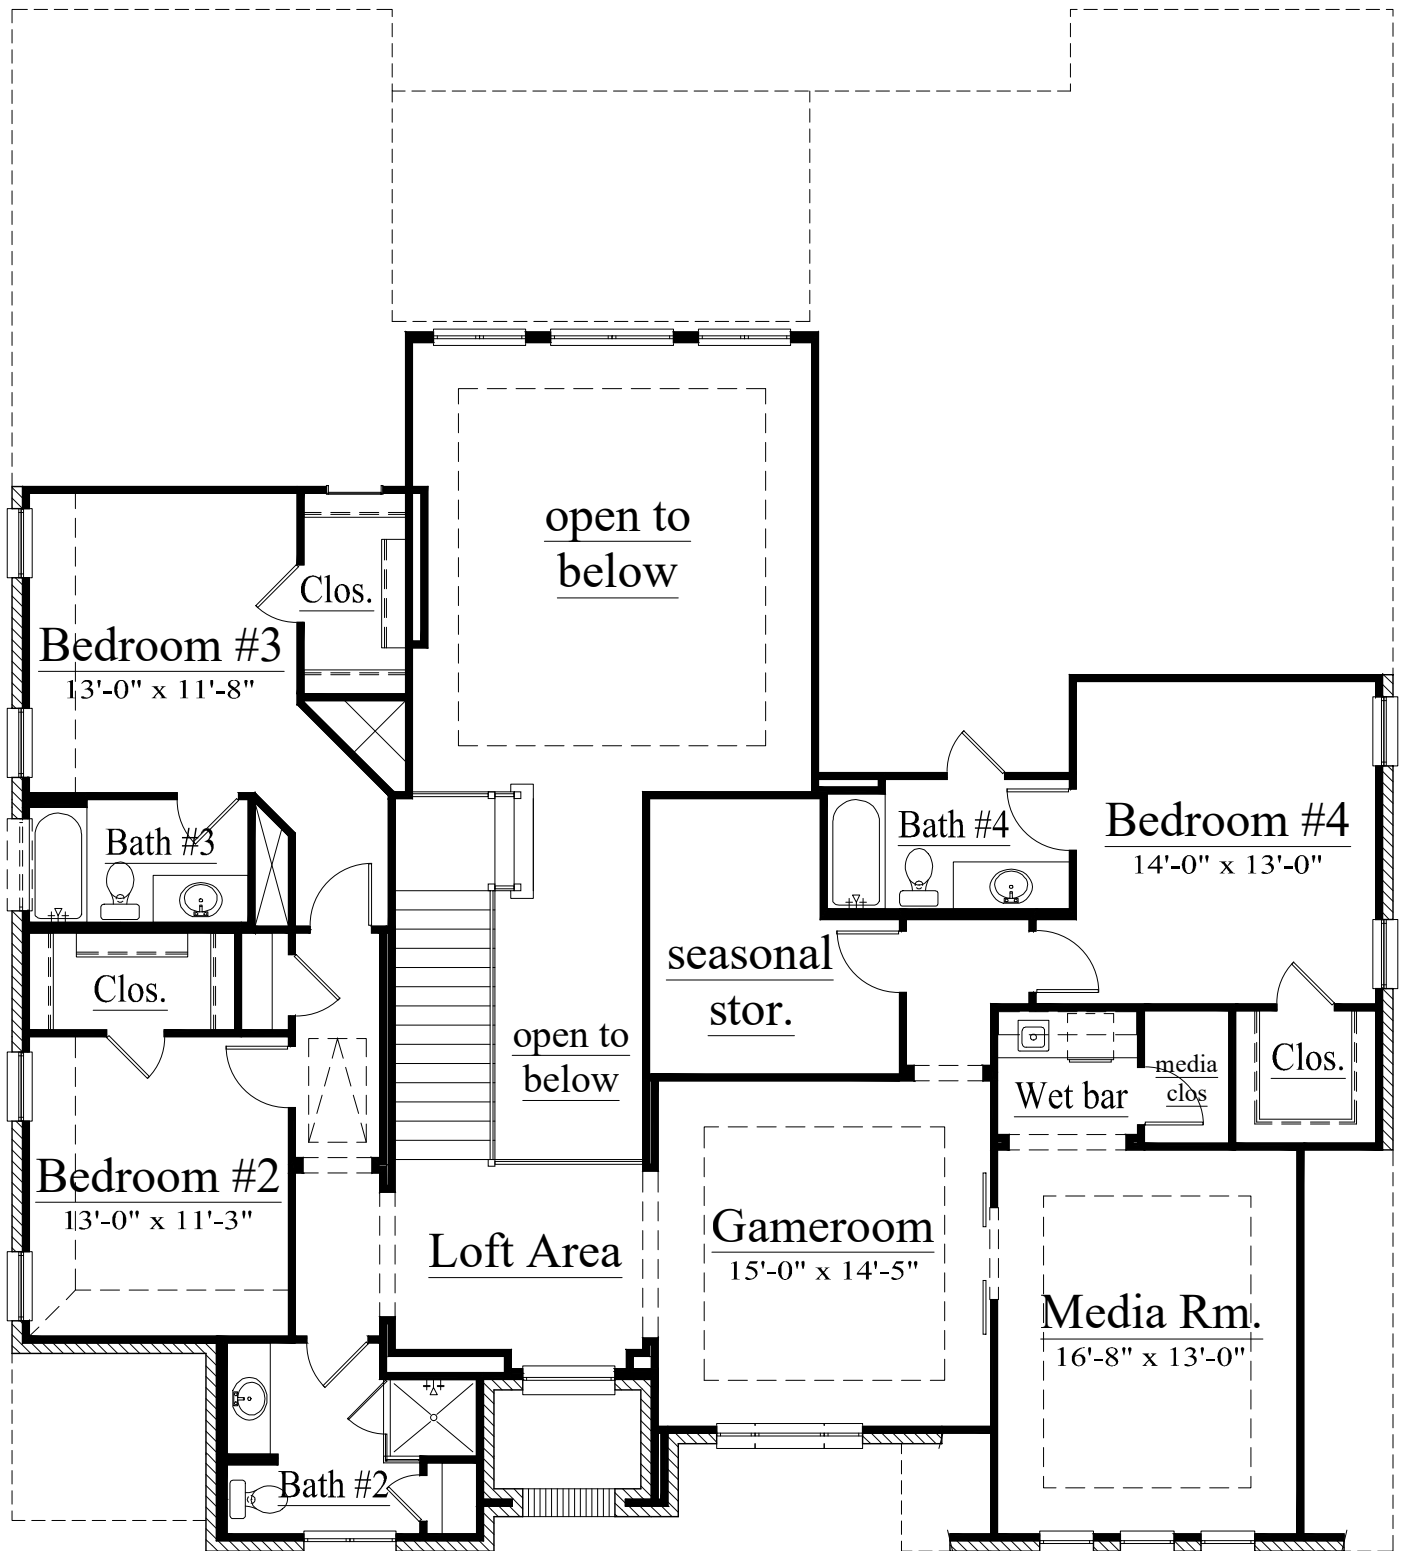 open to
below
Clos.
Bedroom #3
13'-0" x 11'-8"
Bath #3
Bath #4
Bedroom #4
14'-0" x 13'-0"
seasonal
stor.
Clos.
open to
below
Wet bar
media
clos
Clos.
Bedroom #2
13'-0" x 11'-3"
Loft Area
Gameroom
15'-0" x 14'-5"
Media Rm.
16'-8" x 13'-0"
Bath #2